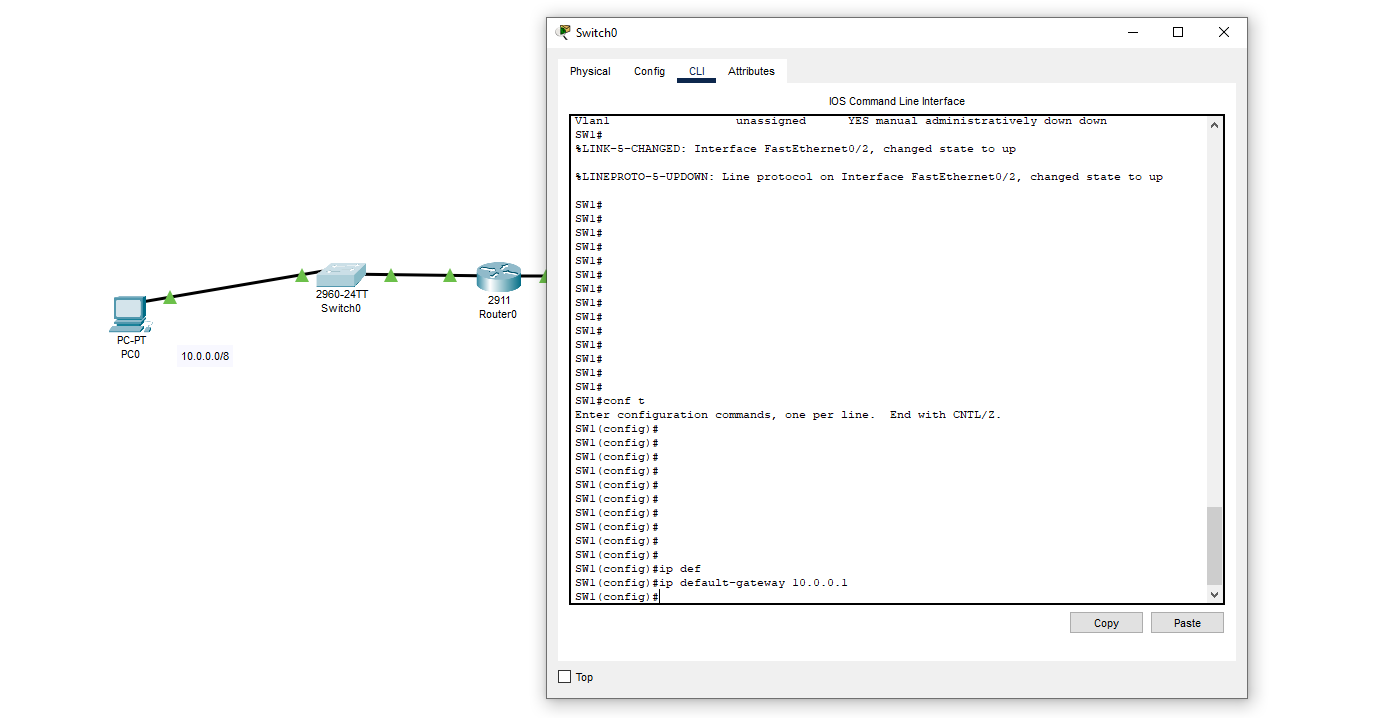 Switch0
Physical Config CLI Attributes
IOS Command Line Interface
Vlan1 unassigned YES manual administratively down down
SW1#
%LINK-5-CHANGED: Interface FastEthernet0/2, changed state to up
%LINEPROTO-5-UPDOWN: Line protocol on Interface FastEthernet0/2, changed state to up
SW1#
SW1#
SW1#
SW1#
SW1#
SW1#
SW1#
SW1#
SW1#
SW1#
SW1#
SW1#
SW1#
SW1#
SW1#conf t
Enter configuration commands, one per line. End with CNTL/Z.
SW1(config)#
SW1(config)#
SW1(config)#
SW1(config)#
SW1(config)#
SW1(config)#
SW1(config)#
SW1(config)#
SW1(config)#
SW1(config)#
SW1(config)#ip def
SW1(config)#ip default-gateway 10.0.0.1
SW1(config)#
Copy Paste
Top
2960-24TT
Switch0
2911
Router0
PC-PT
PC0
10.0.0.0/8